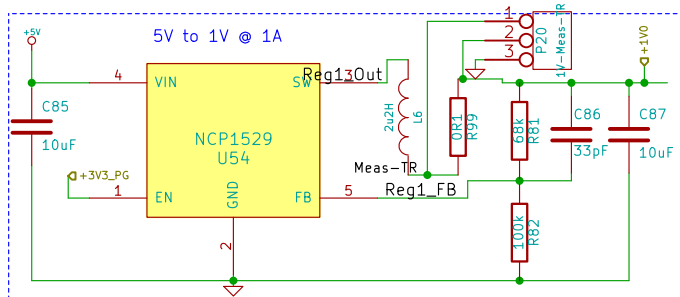 +5V
5V to 1V @ 1A
1
2
3
P20
1V-Meas-TR
+1V0
4
VIN
SW
3
Reg1_Out
C85
10uF
NCP1529
U54
2u2H
L6
0R1
R99
68k
R81
C86
33pF
C87
10uF
+3V3_PG
1
EN
GND
FB
5
Meas-TR
Reg1_FB
2
100k
R82